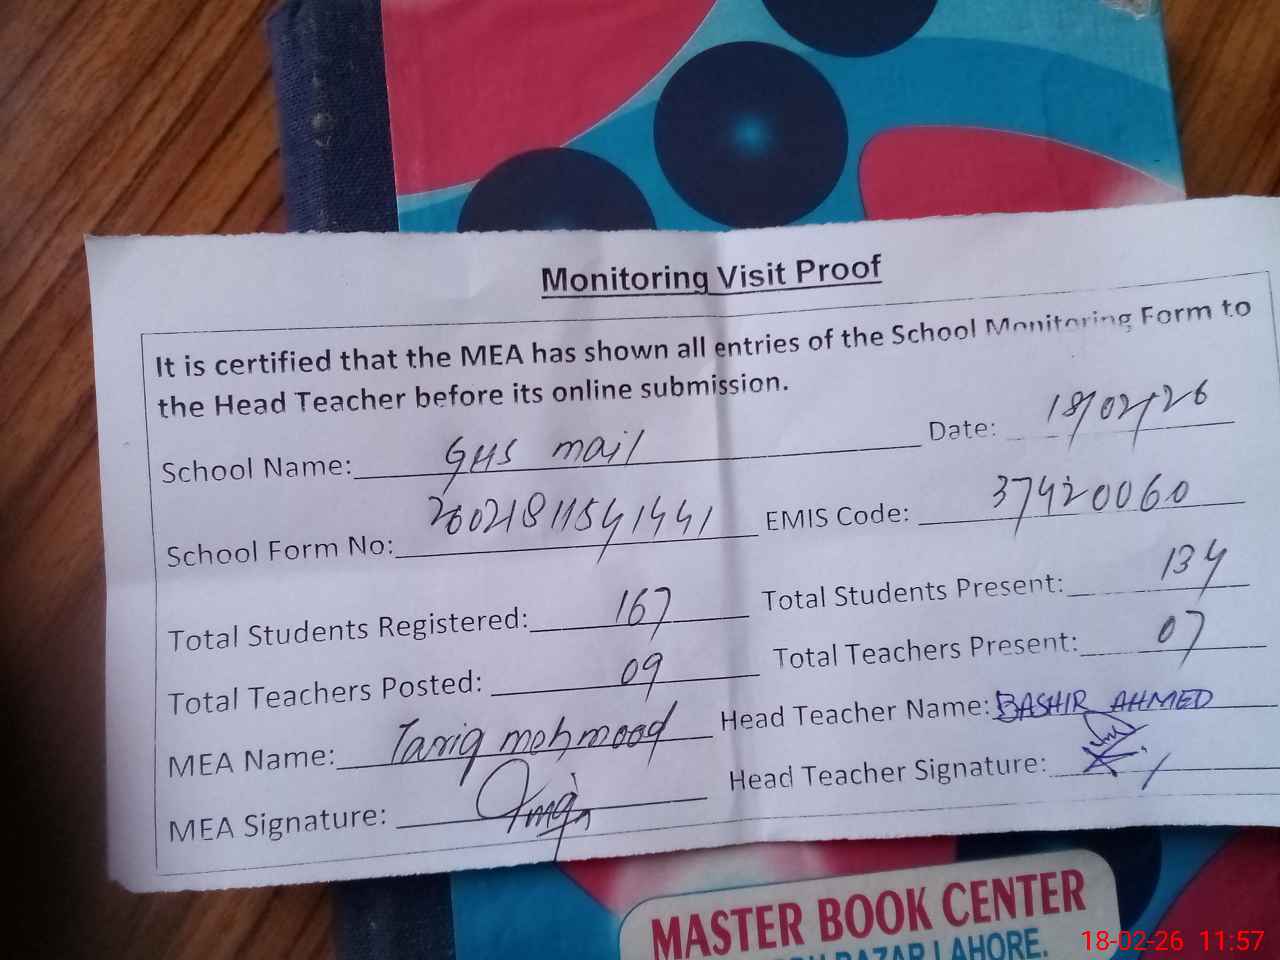 Monitoring Visit Proof
It is certified that the MEA has shown all entries of the School Monitoring Form to
the Head Teacher before its online submission.
School Name: GHS mail Date: 18/02/26
School Form No: 26021811541441 EMIS Code: 37420060
Total Students Registered: 167 Total Students Present: 134
Total Teachers Posted: 09 Total Teachers Present: 07
MEA Name: Tariq mehmood Head Teacher Name: BASHIR AHMED
MEA Signature: Head Teacher Signature:
MASTER BOOK CENTER
BAZAR LAHORE.
18-02-26 11:57